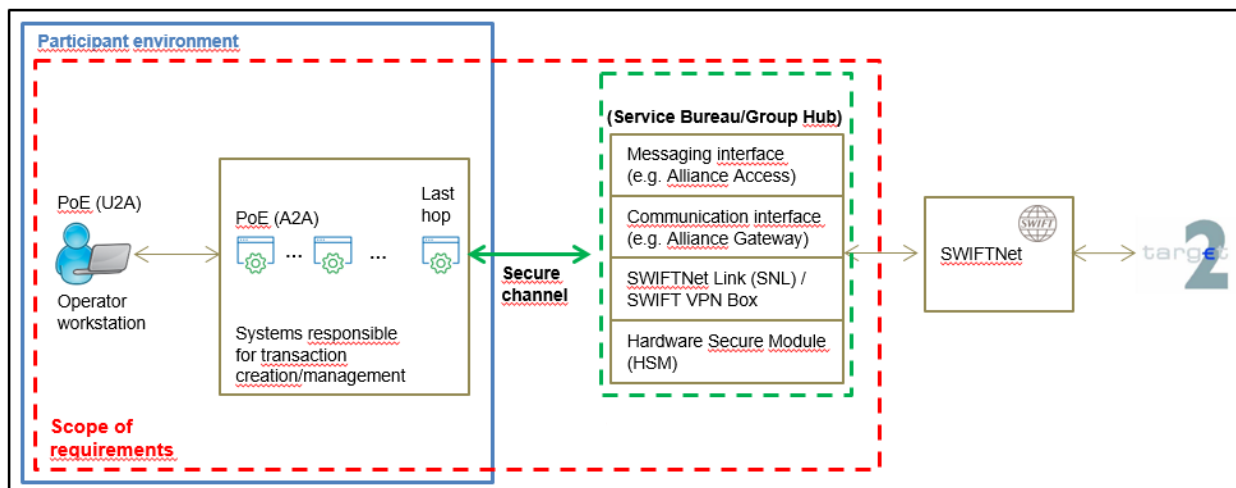 Participant environment
(Service Bureau/Group Hub)
Messaging interface
(e.g. Alliance Access)
Communication interface
(e.g. Alliance Gateway)
SWIFTNet Link (SNL) /
SWIFT VPN Box
Hardware Secure Module
(HSM)
PoE (U2A)
Operator
workstation
PoE (A2A)
Last
hop
... ...
Systems responsible
for transaction
creation/management
Secure
channel
SWIFT
SWIFTNet
target
2
Scope of
requirements